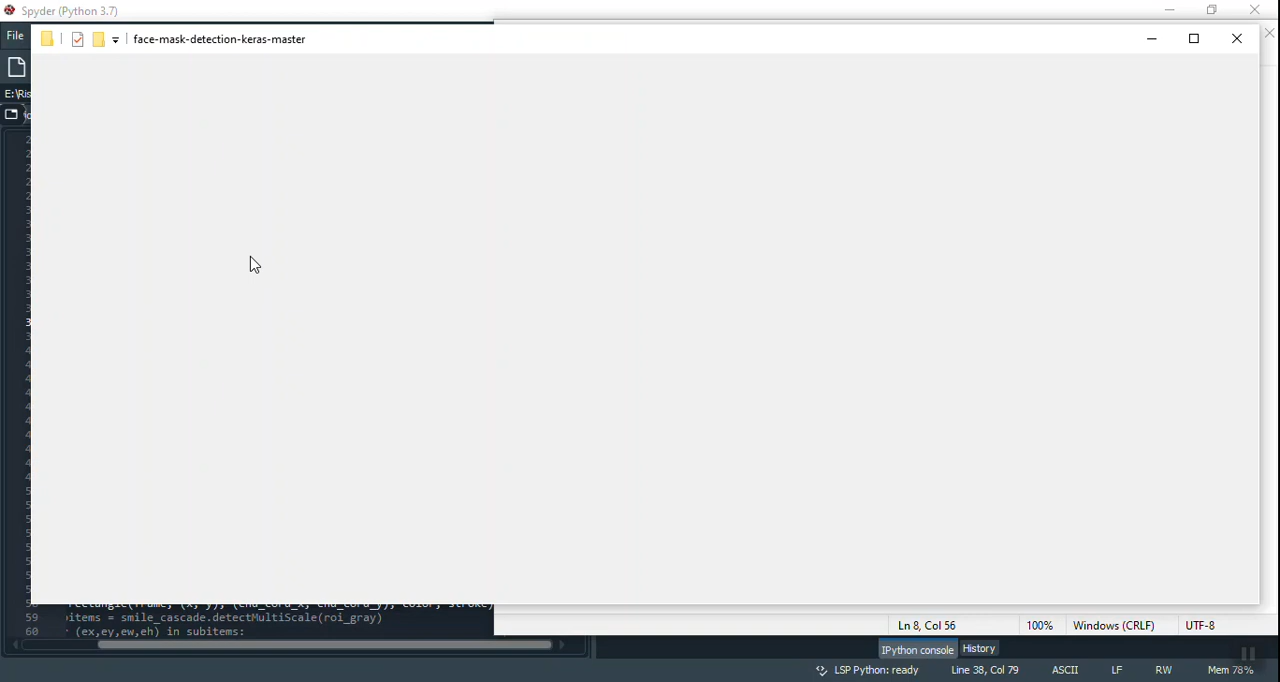 Spyder (Python 3.7)
File
face-mask-detection-keras-master
E:\Ris
59 items = smile_cascade.detectMultiScale(roi_gray)
60 (ex,ey,ew,eh) in subitems:
Ln 8, Col 56 100% Windows (CRLF) UTF-8
IPython console History
LSP Python: ready Line 38, Col 79 ASCII LF RW Mem 78%